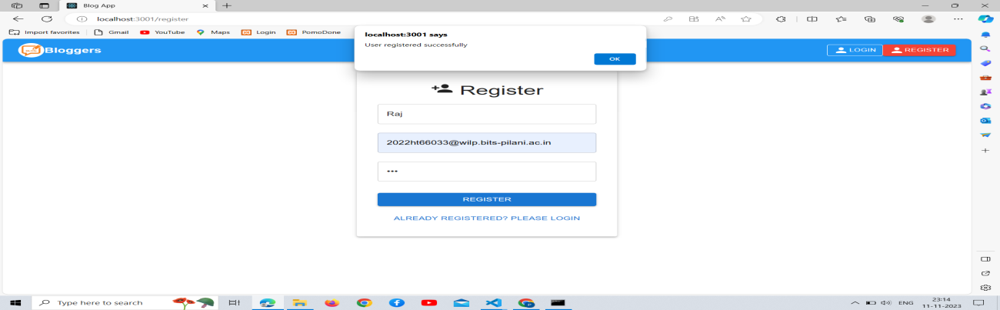 Blog App
localhost:3001/register
Import favorites Gmail YouTube Maps Login PomoDone
localhost:3001 says
User registered successfully
OK
Bloggers
LOGIN REGISTER
Register
Raj
2022ht66033@wilp.bits-pilani.ac.in
•••
REGISTER
ALREADY REGISTERED? PLEASE LOGIN
Type here to search
ENG
23:14
11-11-2023